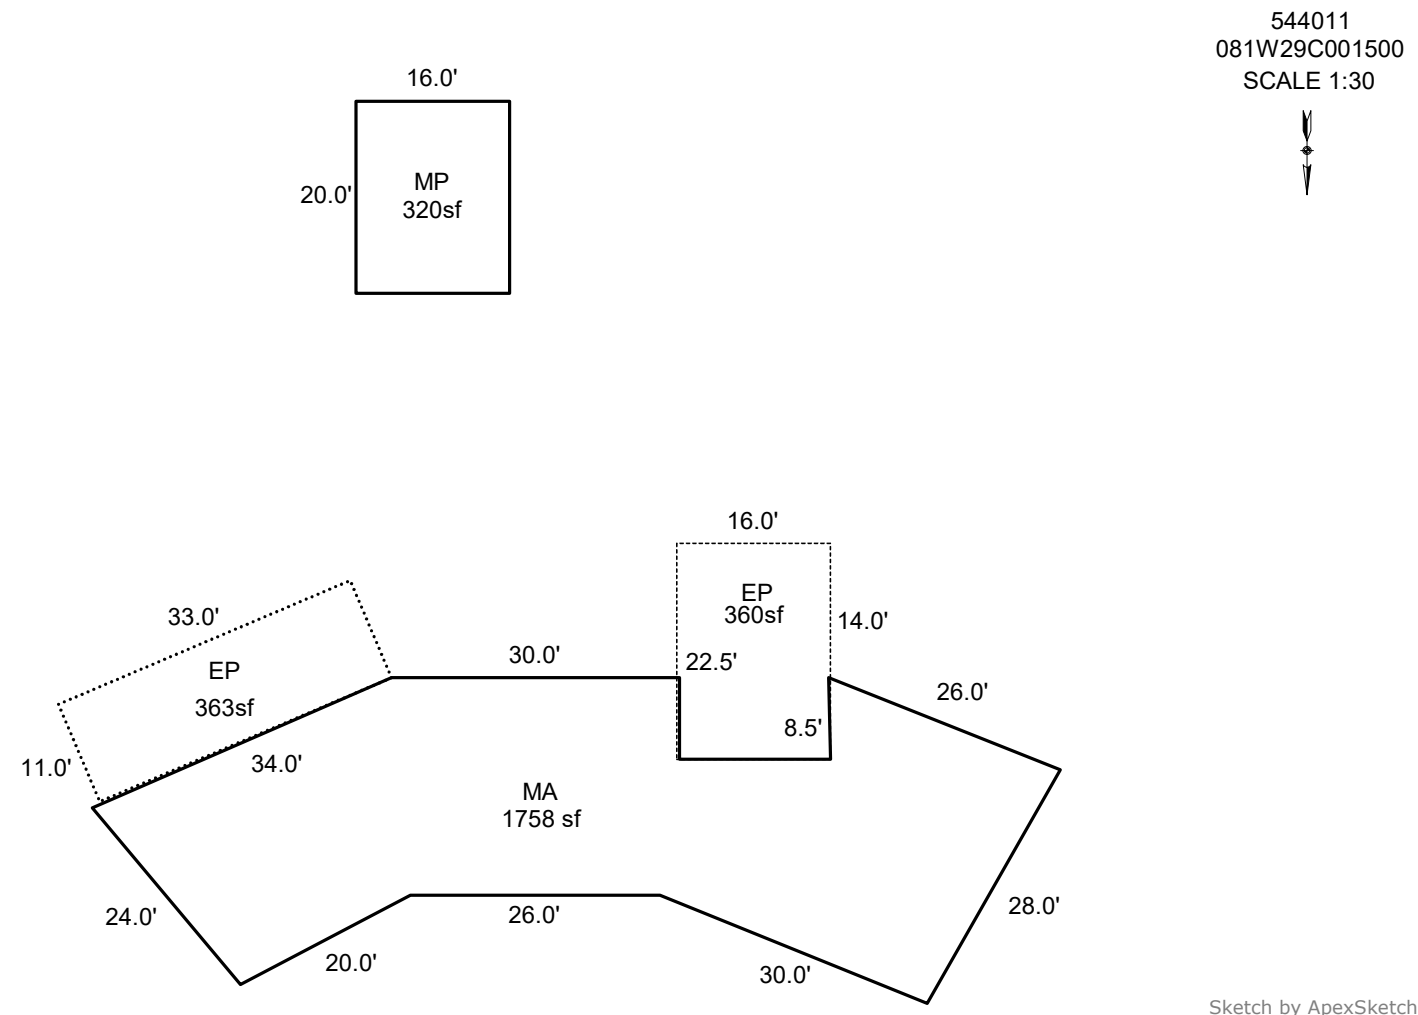 544011
081W29C001500
SCALE 1:30
16.0'
20.0'
MP
320sf
16.0'
EP
360sf
14.0'
33.0'
30.0'
22.5'
EP
363sf
26.0'
8.5'
11.0'
34.0'
MA
1758 sf
24.0'
26.0'
28.0'
20.0'
30.0'
Sketch by ApexSketch